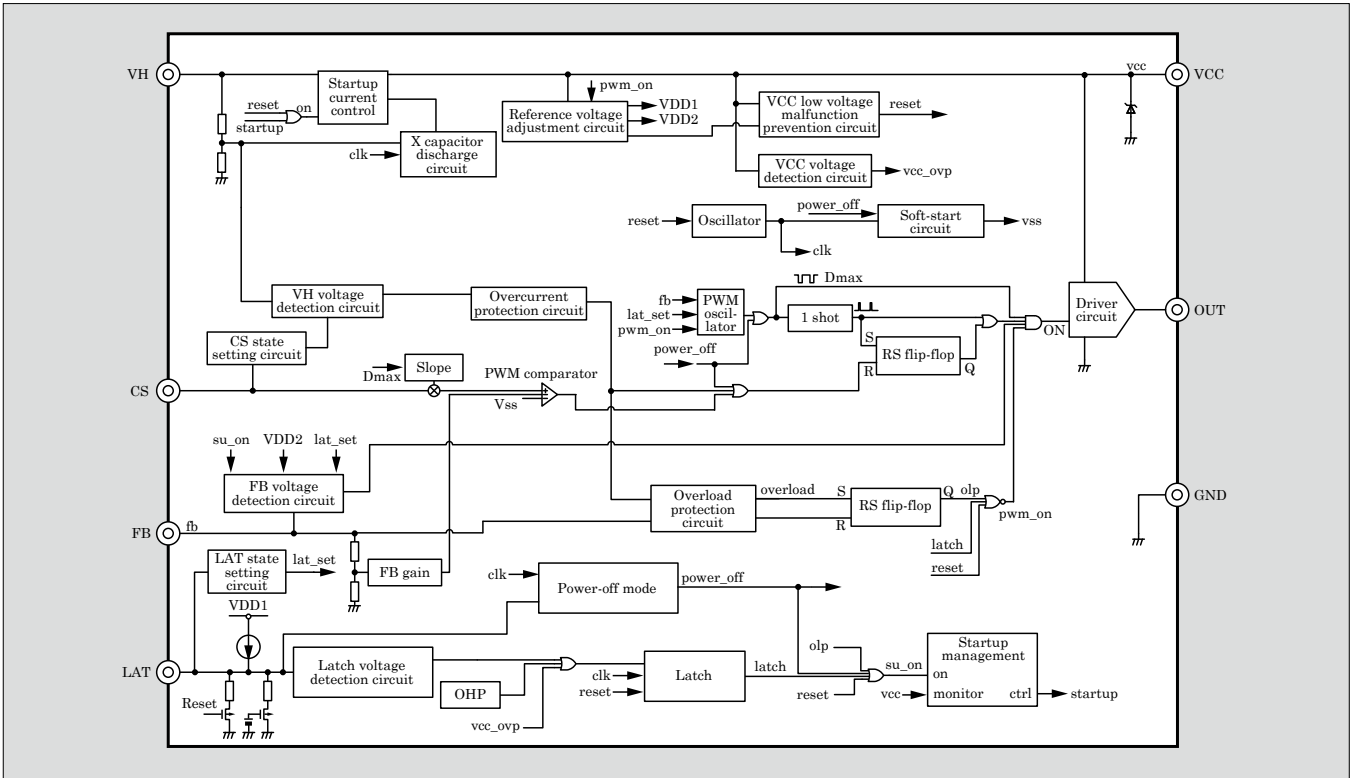 VH
VCC
vcc
Startup
current
control
reset
on
startup
pwm_on
Reference voltage
adjustment circuit
VDD1
VDD2
VCC low voltage
malfunction
prevention circuit
reset
clk
X capacitor
discharge
circuit
VCC voltage
detection circuit
vcc_ovp
reset
Oscillator
power_off
Soft-start
circuit
vss
clk
Dmax
VH voltage
detection circuit
Overcurrent
protection circuit
fb
lat_set
pwm_on
PWM
oscil-
lator
1 shot
Driver
circuit
OUT
ON
power_off
S
R
RS flip-flop
Q
CS state
setting circuit
Dmax
Slope
PWM comparator
Vss
CS
su_on
VDD2
lat_set
FB voltage
detection circuit
Overload
protection
circuit
overload
S
R
RS flip-flop
Q
olp
pwm_on
latch
reset
GND
FB
fb
LAT state
setting
circuit
lat_set
FB gain
clk
Power-off mode
power_off
VDD1
LAT
Latch voltage
detection circuit
OHP
vcc_ovp
clk
reset
Latch
latch
olp
reset
su_on
vcc
Startup
management
on
monitor
ctrl
startup
Reset